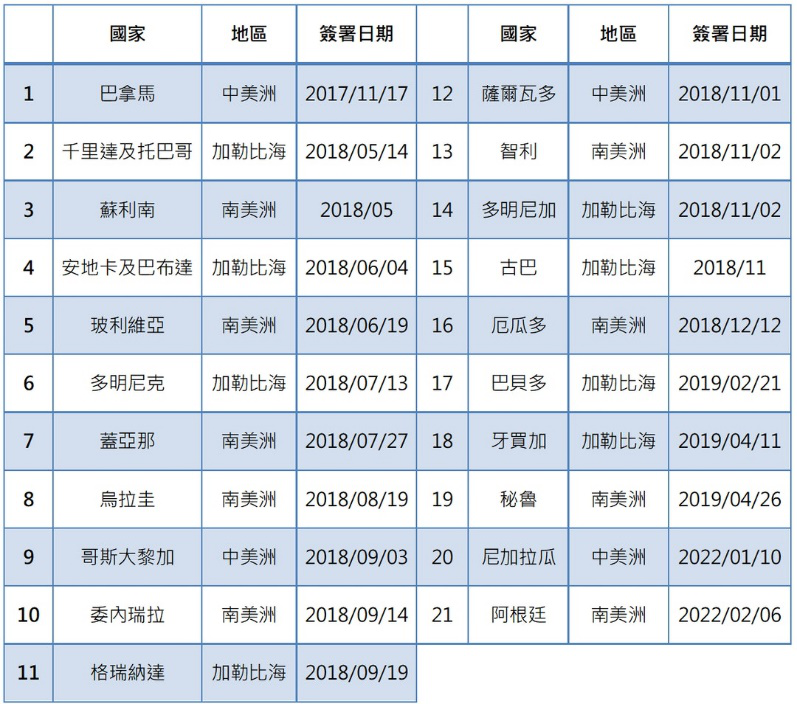 國家 地區 簽署日期 國家 地區 簽署日期
1 巴拿馬 中美洲 2017/11/17 12 薩爾瓦多 中美洲 2018/11/01
2 千里達及托巴哥 加勒比海 2018/05/14 13 智利 南美洲 2018/11/02
3 蘇利南 南美洲 2018/05 14 多明尼加 加勒比海 2018/11/02
4 安地卡及巴布達 加勒比海 2018/06/04 15 古巴 加勒比海 2018/11
5 玻利維亞 南美洲 2018/06/19 16 厄瓜多 南美洲 2018/12/12
6 多明尼克 加勒比海 2018/07/13 17 巴貝多 加勒比海 2019/02/21
7 蓋亞那 南美洲 2018/07/27 18 牙買加 加勒比海 2019/04/11
8 烏拉圭 南美洲 2018/08/19 19 秘魯 南美洲 2019/04/26
9 哥斯大黎加 中美洲 2018/09/03 20 尼加拉瓜 中美洲 2022/01/10
10 委內瑞拉 南美洲 2018/09/14 21 阿根廷 南美洲 2022/02/06
11 格瑞納達 加勒比海 2018/09/19